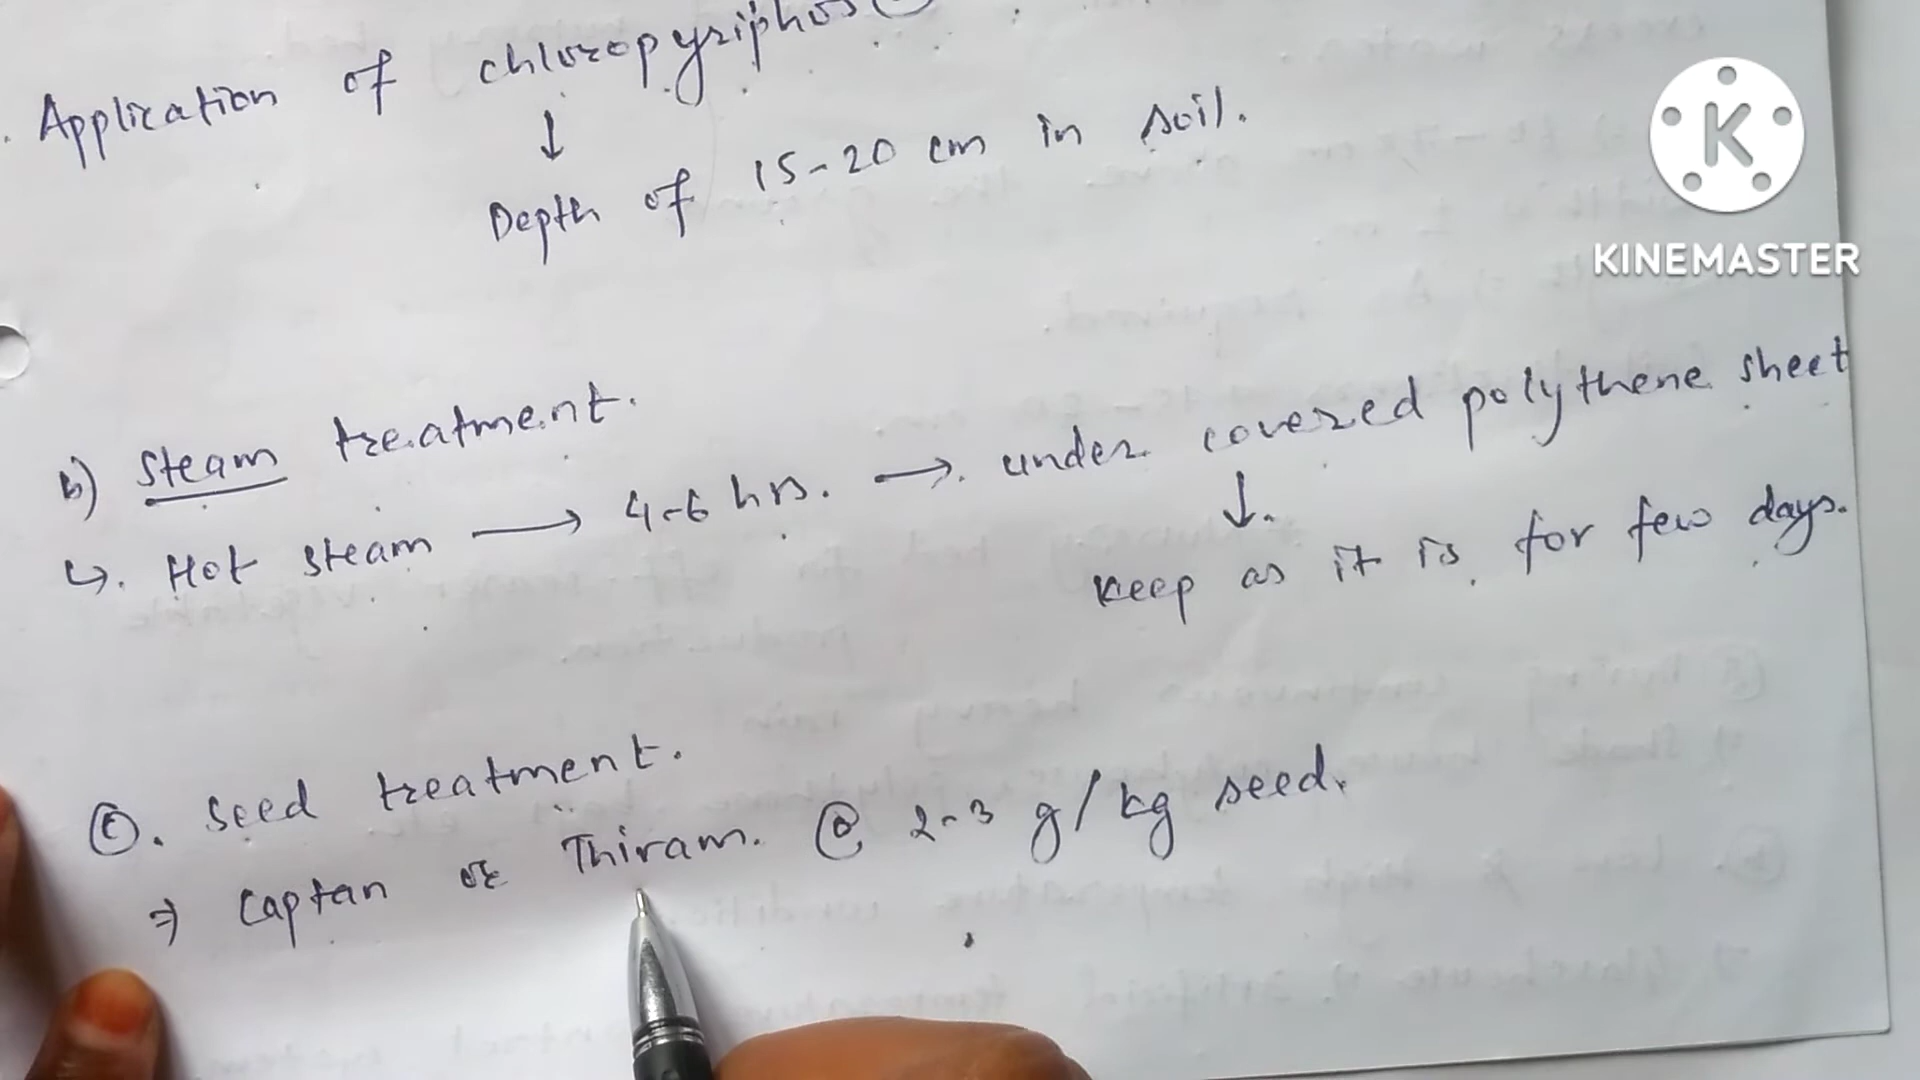 Application of chloropyriphos
↓
Depth of 15-20 cm in soil.
K
KINEMASTER
b) Steam treatment.
↳. Hot steam → 4-6 hrs. → under covered polythene sheet
↓.
Keep as it is for few days.
©. Seed treatment.
⇒ Captan or Thiram. @ 2-3 g/kg seed.